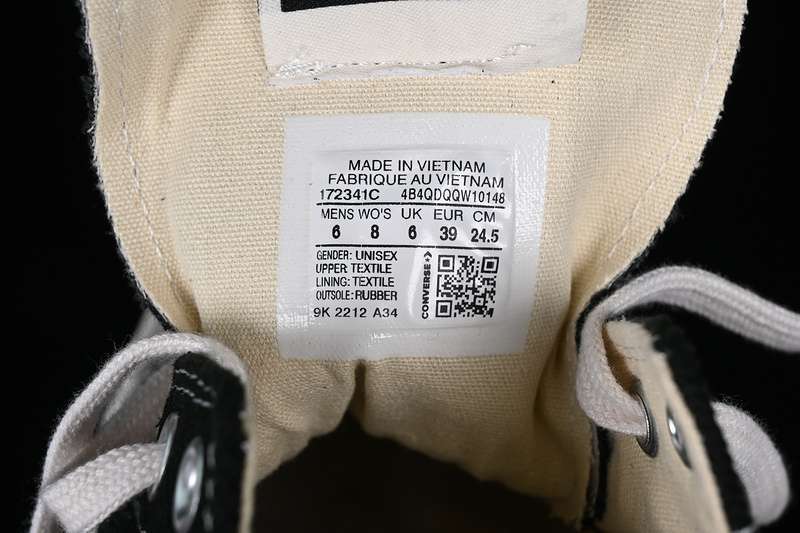 MADE IN VIETNAM
FABRIQUE AU VIETNAM
172341C 4B4QDQQW10148
MENS WO'S UK EUR CM
6 8 6 39 24.5
GENDER: UNISEX
UPPER: TEXTILE
LINING: TEXTILE
OUTSOLE: RUBBER
CONVERSE
9K 2212 A34